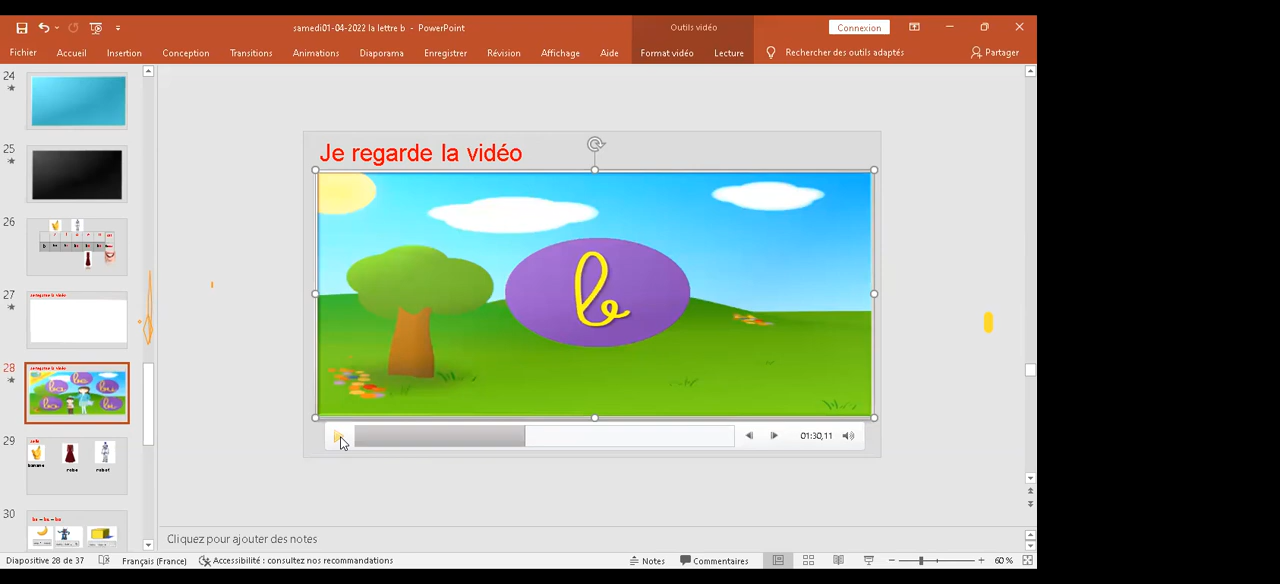 samedi01-04-2022 la lettre b - PowerPoint
Outils vidéo
Connexion
Fichier Accueil Insertion Conception Transitions Animations Diaporama Enregistrer Révision Affichage Aide Format vidéo Lecture Rechercher des outils adaptés Partager
24
25
26
27
28
29
banane robe robot
30
Je regarde la vidéo
b
01:30,11
Cliquez pour ajouter des notes
Diapositive 28 de 37 Français (France) Accessibilité : consultez nos recommandations Notes Commentaires 60 %